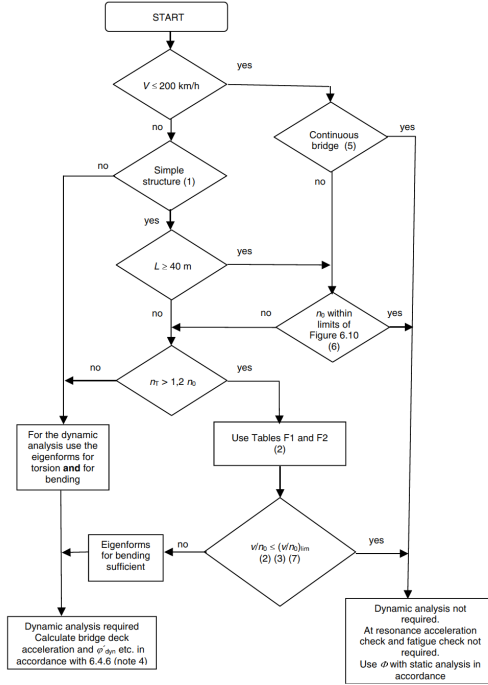 START
V ≤ 200 km/h
yes
no
Continuous
bridge (5)
yes
no
no
Simple
structure (1)
yes
L ≥ 40 m
yes
no
no
n0 within
limits of
Figure 6.10
(6)
yes
no
nT > 1,2 n0
yes
For the dynamic
analysis use the
eigenforms for
torsion and for
bending
Use Tables F1 and F2
(2)
Eigenforms
for bending
sufficient
no
v/n0 ≤ (v/n0)lim
(2) (3) (7)
yes
Dynamic analysis required
Calculate bridge deck
acceleration and φ´dyn etc. in
accordance with 6.4.6 (note 4)
Dynamic analysis not
required.
At resonance acceleration
check and fatigue check not
required.
Use Φ with static analysis in
accordance